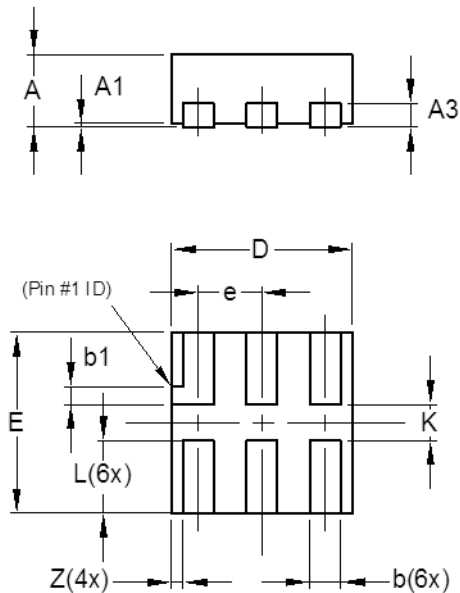 A
A1
A3
D
(Pin #1 ID)
e
b1
E
K
L(6x)
Z(4x)
b(6x)